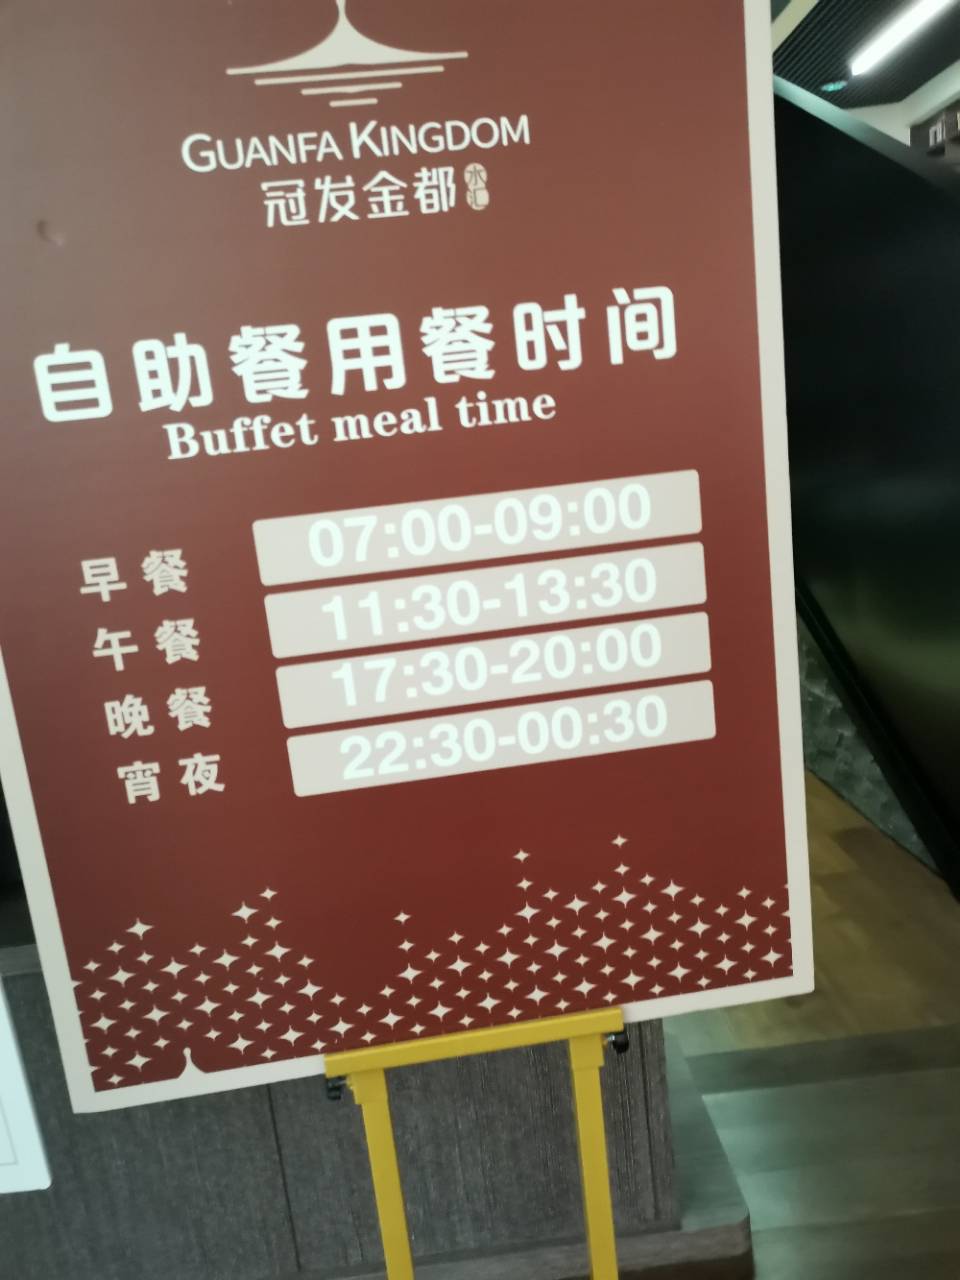 GUANFA KINGDOM
冠发金都 水汇
自助餐用餐时间
Buffet meal time
早餐 07:00-09:00
午餐 11:30-13:30
晚餐 17:30-20:00
宵夜 22:30-00:30